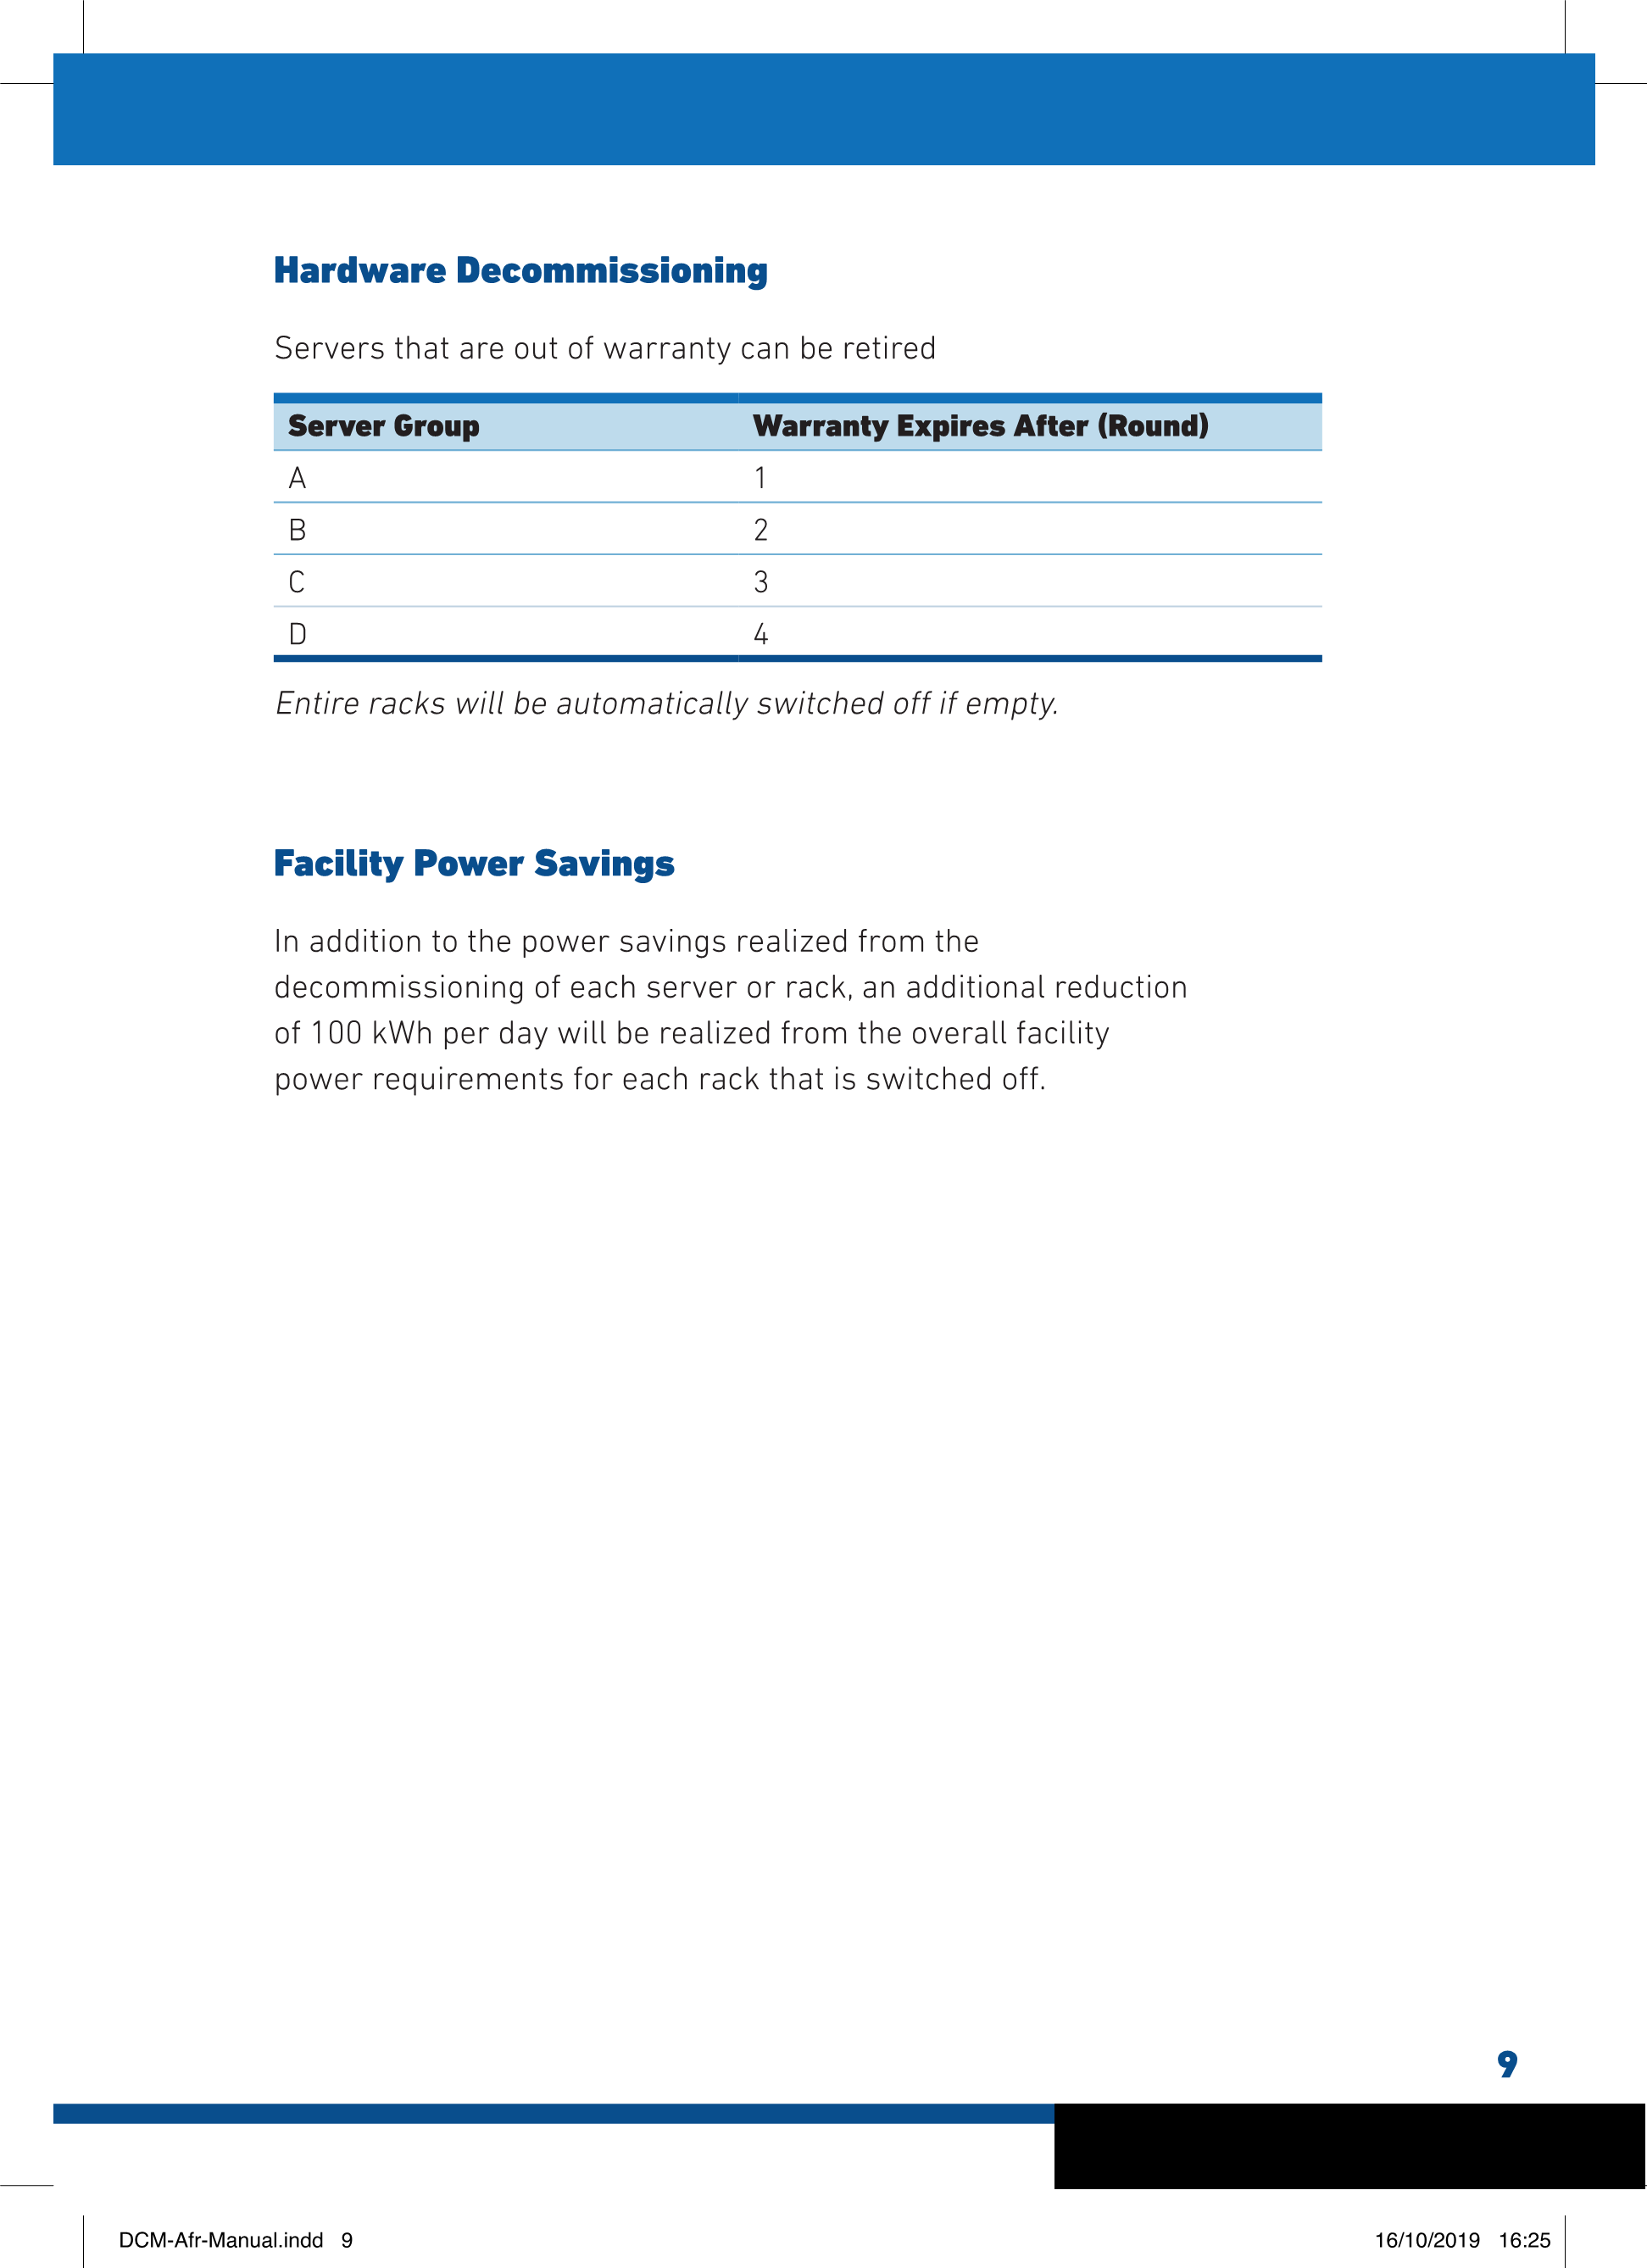 Hardware Decommissioning
Servers that are out of warranty can be retired
Server Group Warranty Expires After (Round)
A 1
B 2
C 3
D 4
Entire racks will be automatically switched off if empty.
Facility Power Savings
In addition to the power savings realized from the
decommissioning of each server or rack, an additional reduction
of 100 kWh per day will be realized from the overall facility
power requirements for each rack that is switched off.
9
DCM-Afr-Manual.indd 9
16/10/2019 16:25